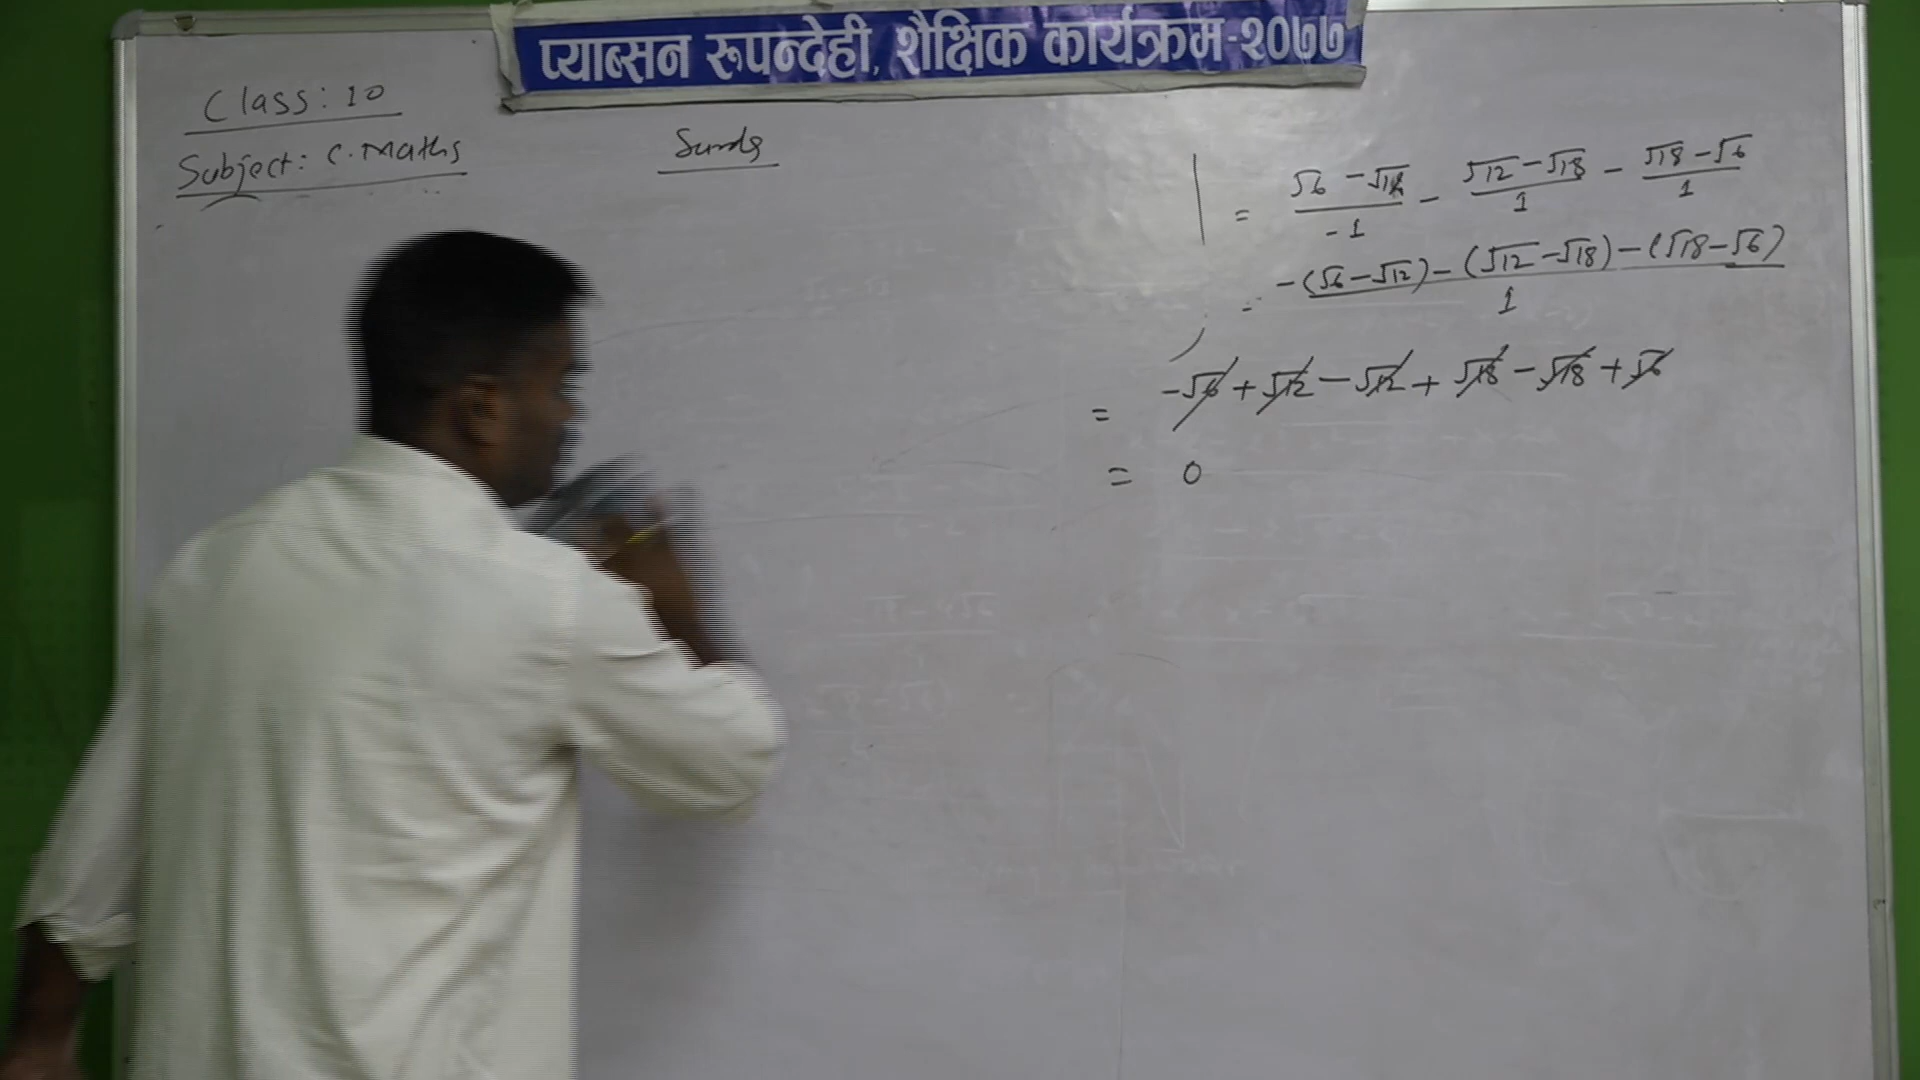 प्याब्सन रूपन्देही, शैक्षिक कार्यक्रम-२०७७
Class: 10
Subject: C. Maths
Surds
= (√6 - √12)/-1 - (√12 - √18)/1 - (√18 - √6)/1
= (-(√6 - √12) - (√12 - √18) - (√18 - √6))/1
= -√6 + √12 - √12 + √18 - √18 + √6
= 0